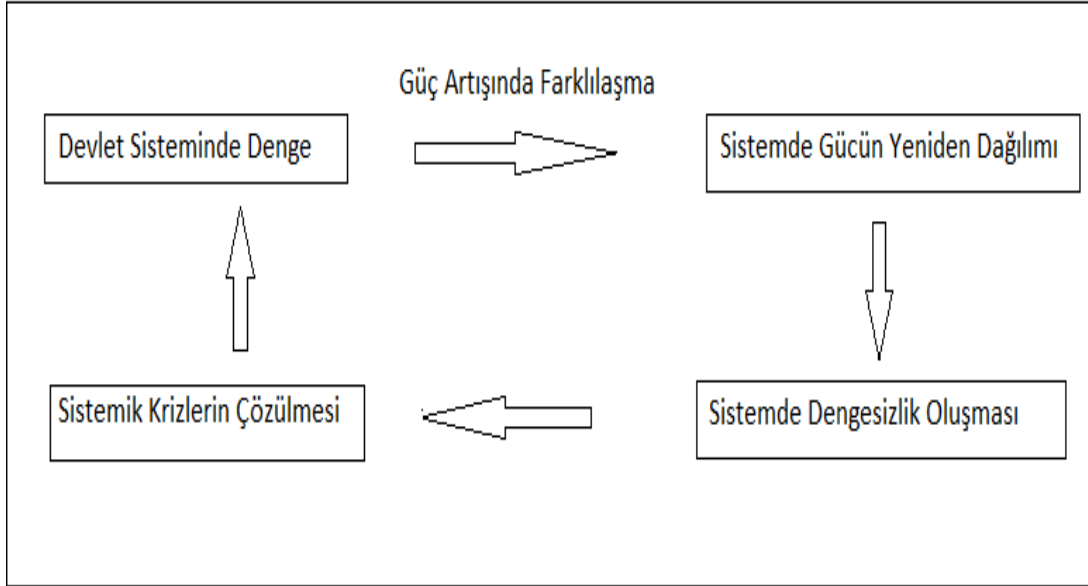 Güç Artışında Farklılaşma
Devlet Sisteminde Denge
Sistemde Gücün Yeniden Dağılımı
Sistemik Krizlerin Çözülmesi
Sistemde Dengesizlik Oluşması